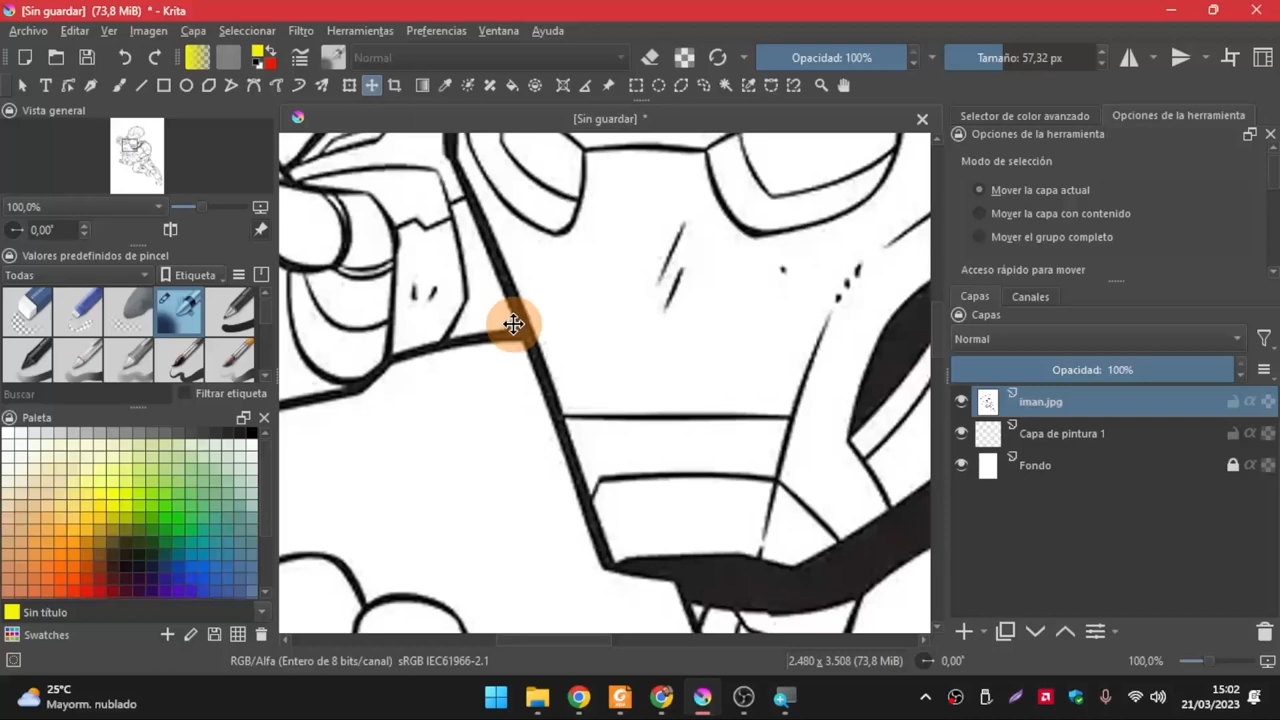 [Sin guardar] (73,8 MiB) * - Krita
Archivo Editar Ver Imagen Capa Seleccionar Filtro Herramientas Preferencias Ventana Ayuda
Normal
Opacidad: 100%
Tamaño: 57,32 px
Vista general
100,0%
0,00°
Valores predefinidos de pincel
Todas
Etiqueta
Buscar
Filtrar etiqueta
Paleta
Sin título
Swatches
[Sin guardar] *
Selector de color avanzado
Opciones de la herramienta
Opciones de la herramienta
Modo de selección
Mover la capa actual
Mover la capa con contenido
Mover el grupo completo
Acceso rápido para mover
Capas
Canales
Capas
Normal
Opacidad: 100%
iman.jpg
Capa de pintura 1
Fondo
RGB/Alfa (Entero de 8 bits/canal) sRGB IEC61966-2.1
2.480 x 3.508 (73,8 MiB)
0,00°
100,0%
25°C
Mayorm. nublado
15:02
21/03/2023